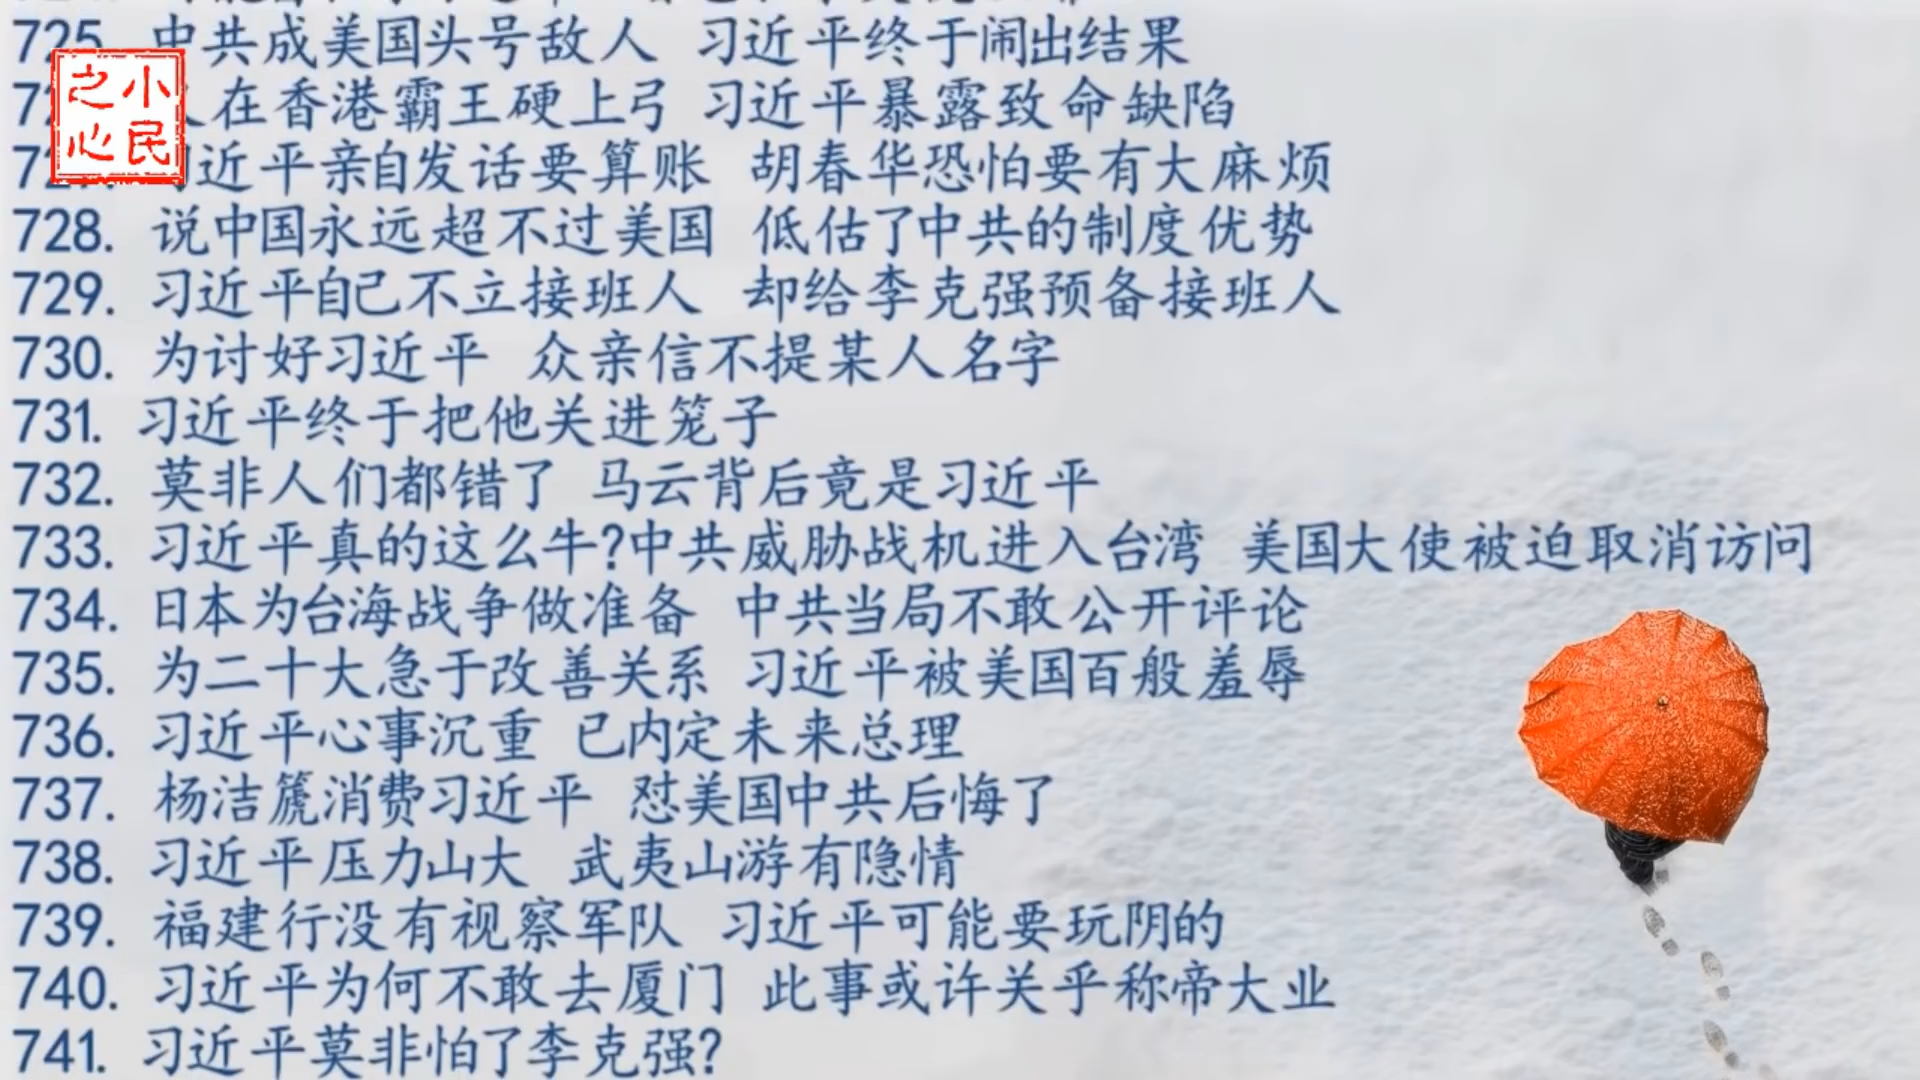 725. 中共成美国头号敌人 习近平终于闹出结果
在香港霸王硬上弓 习近平暴露致命缺陷
近平亲自发话要算账 胡春华恐怕要有大麻烦
728. 说中国永远超不过美国 低估了中共的制度优势
729. 习近平自己不立接班人 却给李克强预备接班人
730. 为讨好习近平 众亲信不提某人名字
731. 习近平终于把他关进笼子
732. 莫非人们都错了 马云背后竟是习近平
733. 习近平真的这么牛?中共威胁战机进入台湾 美国大使被迫取消访问
734. 日本为台海战争做准备 中共当局不敢公开评论
735. 为二十大急于改善关系 习近平被美国百般羞辱
736. 习近平心事沉重 已内定未来总理
737. 杨洁篪消费习近平 怼美国中共后悔了
738. 习近平压力山大 武夷山游有隐情
739. 福建行没有视察军队 习近平可能要玩阴的
740. 习近平为何不敢去厦门 此事或许关乎称帝大业
741. 习近平莫非怕了李克强?
小民之心